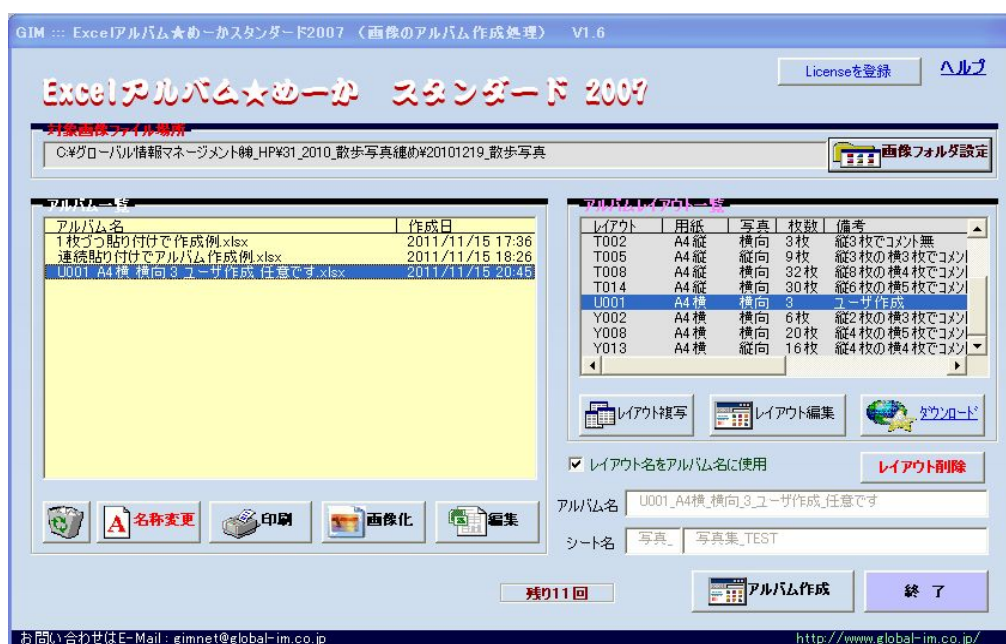 GIM ::: Excelアルバム★めーかスタンダード2007 （画像のアルバム作成処理） V1.6
Licenseを登録
ヘルプ
Excelアルバム★めーか スタンダード 2007
対象画像ファイル場所
C:¥グローバル情報マネージメント㈱_HP¥31_2010_散歩写真纏め¥20101219_散歩写真
画像フォルダ設定
アルバム一覧
アルバム名 作成日
1枚づつ貼り付けで作成例.xlsx 2011/11/15 17:36
連続貼り付けでアルバム作成例.xlsx 2011/11/15 18:26
U001_A4横_横向_3_ユーザ作成_任意です.xlsx 2011/11/15 20:45
アルバムレイアウト一覧
レイアウト 用紙 写真 枚数 備考
T002 A4縦 横向 3枚 縦3枚でコメント無
T005 A4縦 縦向 9枚 縦3枚の横3枚でコメント
T008 A4縦 横向 32枚 縦8枚の横4枚でコメント
T014 A4縦 横向 30枚 縦6枚の横5枚でコメント
U001 A4横 横向 3 ユーザ作成
Y002 A4横 横向 6枚 縦2枚の横3枚でコメン
Y008 A4横 横向 20枚 縦4枚の横5枚でコメン
Y013 A4横 縦向 16枚 縦4枚の横4枚でコメン
レイアウト複写
レイアウト編集
ダウンロード
レイアウト名をアルバム名に使用
レイアウト削除
アルバム名 U001_A4横_横向_3_ユーザ作成_任意です
シート名 写真_ 写真集_TEST
名称変更
印刷
画像化
編集
残り11回
アルバム作成
終 了
お問い合わせはE-Mail : gimnet@global-im.co.jp
http://www.global-im.co.jp/